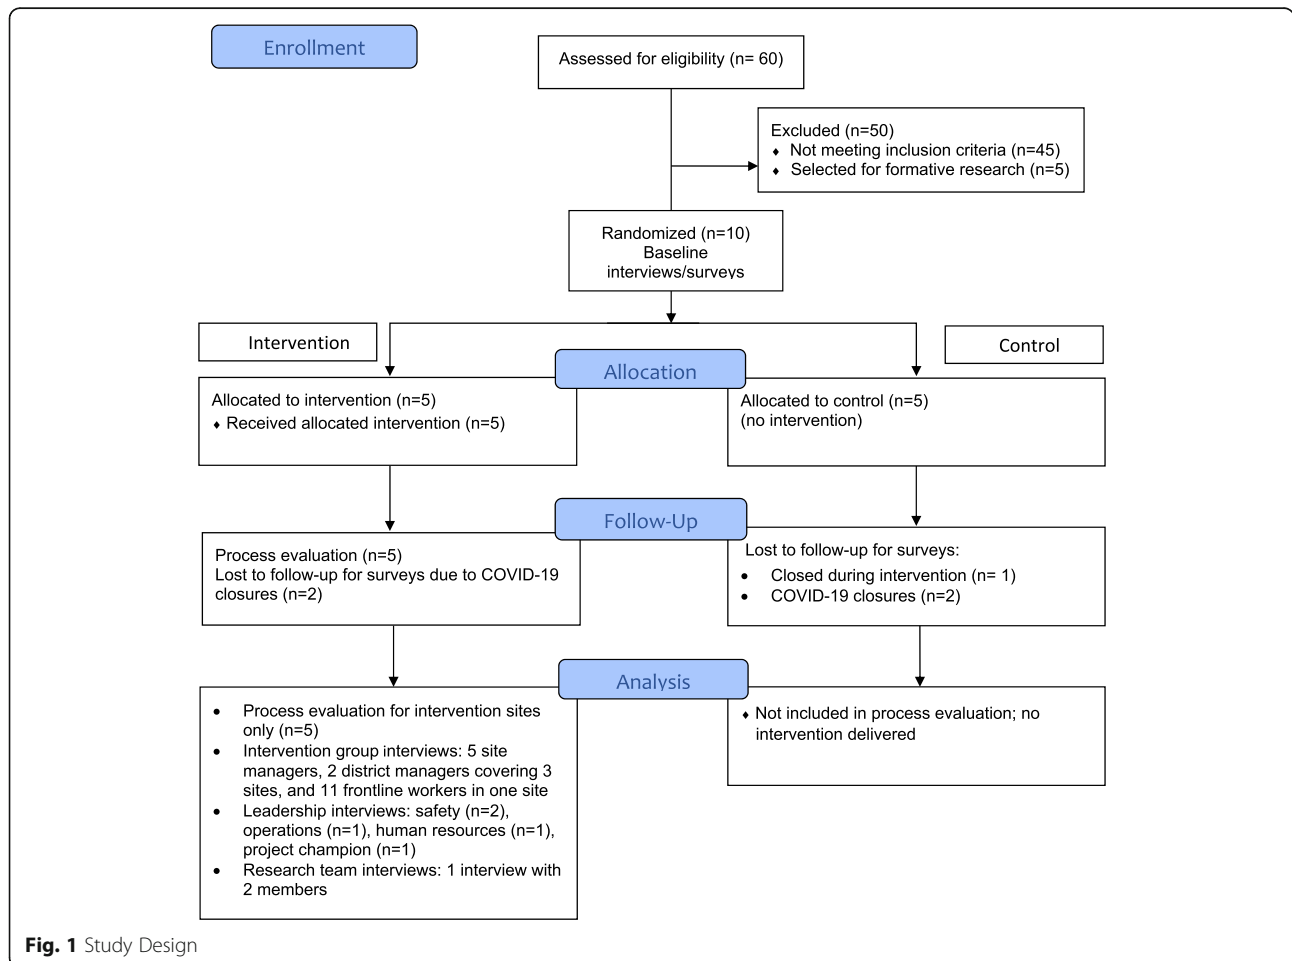 Enrollment
Assessed for eligibility (n= 60)
Excluded (n=50)
♦ Not meeting inclusion criteria (n=45)
♦ Selected for formative research (n=5)
Randomized (n=10)
Baseline
interviews/surveys
Intervention
Control
Allocation
Allocated to intervention (n=5)
♦ Received allocated intervention (n=5)
Allocated to control (n=5)
(no intervention)
Follow-Up
Process evaluation (n=5)
Lost to follow-up for surveys due to COVID-19
closures (n=2)
Lost to follow-up for surveys:
• Closed during intervention (n= 1)
• COVID-19 closures (n=2)
Analysis
• Process evaluation for intervention sites
only (n=5)
• Intervention group interviews: 5 site
managers, 2 district managers covering 3
sites, and 11 frontline workers in one site
• Leadership interviews: safety (n=2),
operations (n=1), human resources (n=1),
project champion (n=1)
• Research team interviews: 1 interview with
2 members
♦ Not included in process evaluation; no
intervention delivered
Fig. 1 Study Design